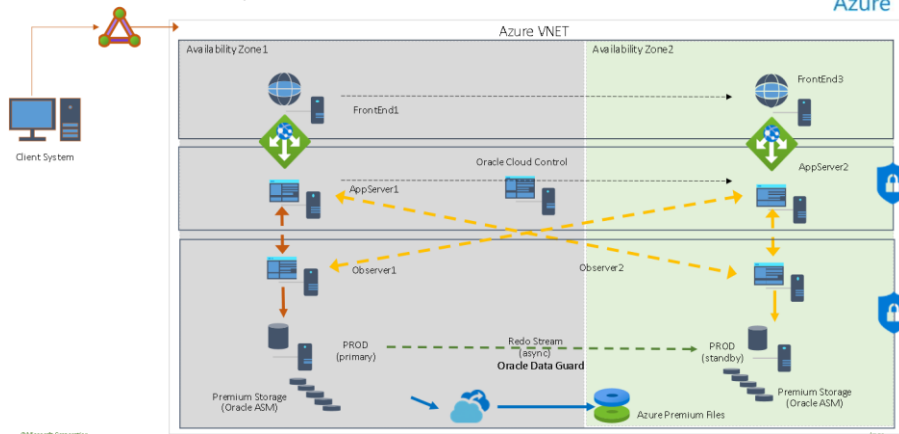 Azure
Azure VNET
Availability Zone1
Availability Zone2
FrontEnd1
FrontEnd3
Client System
Oracle Cloud Control
AppServer1
AppServer2
Observer1
Observer2
PROD
(primary)
Redo Stream
(async)
Oracle Data Guard
PROD
(standby)
Premium Storage
(Oracle ASM)
Premium Storage
(Oracle ASM)
Azure Premium Files